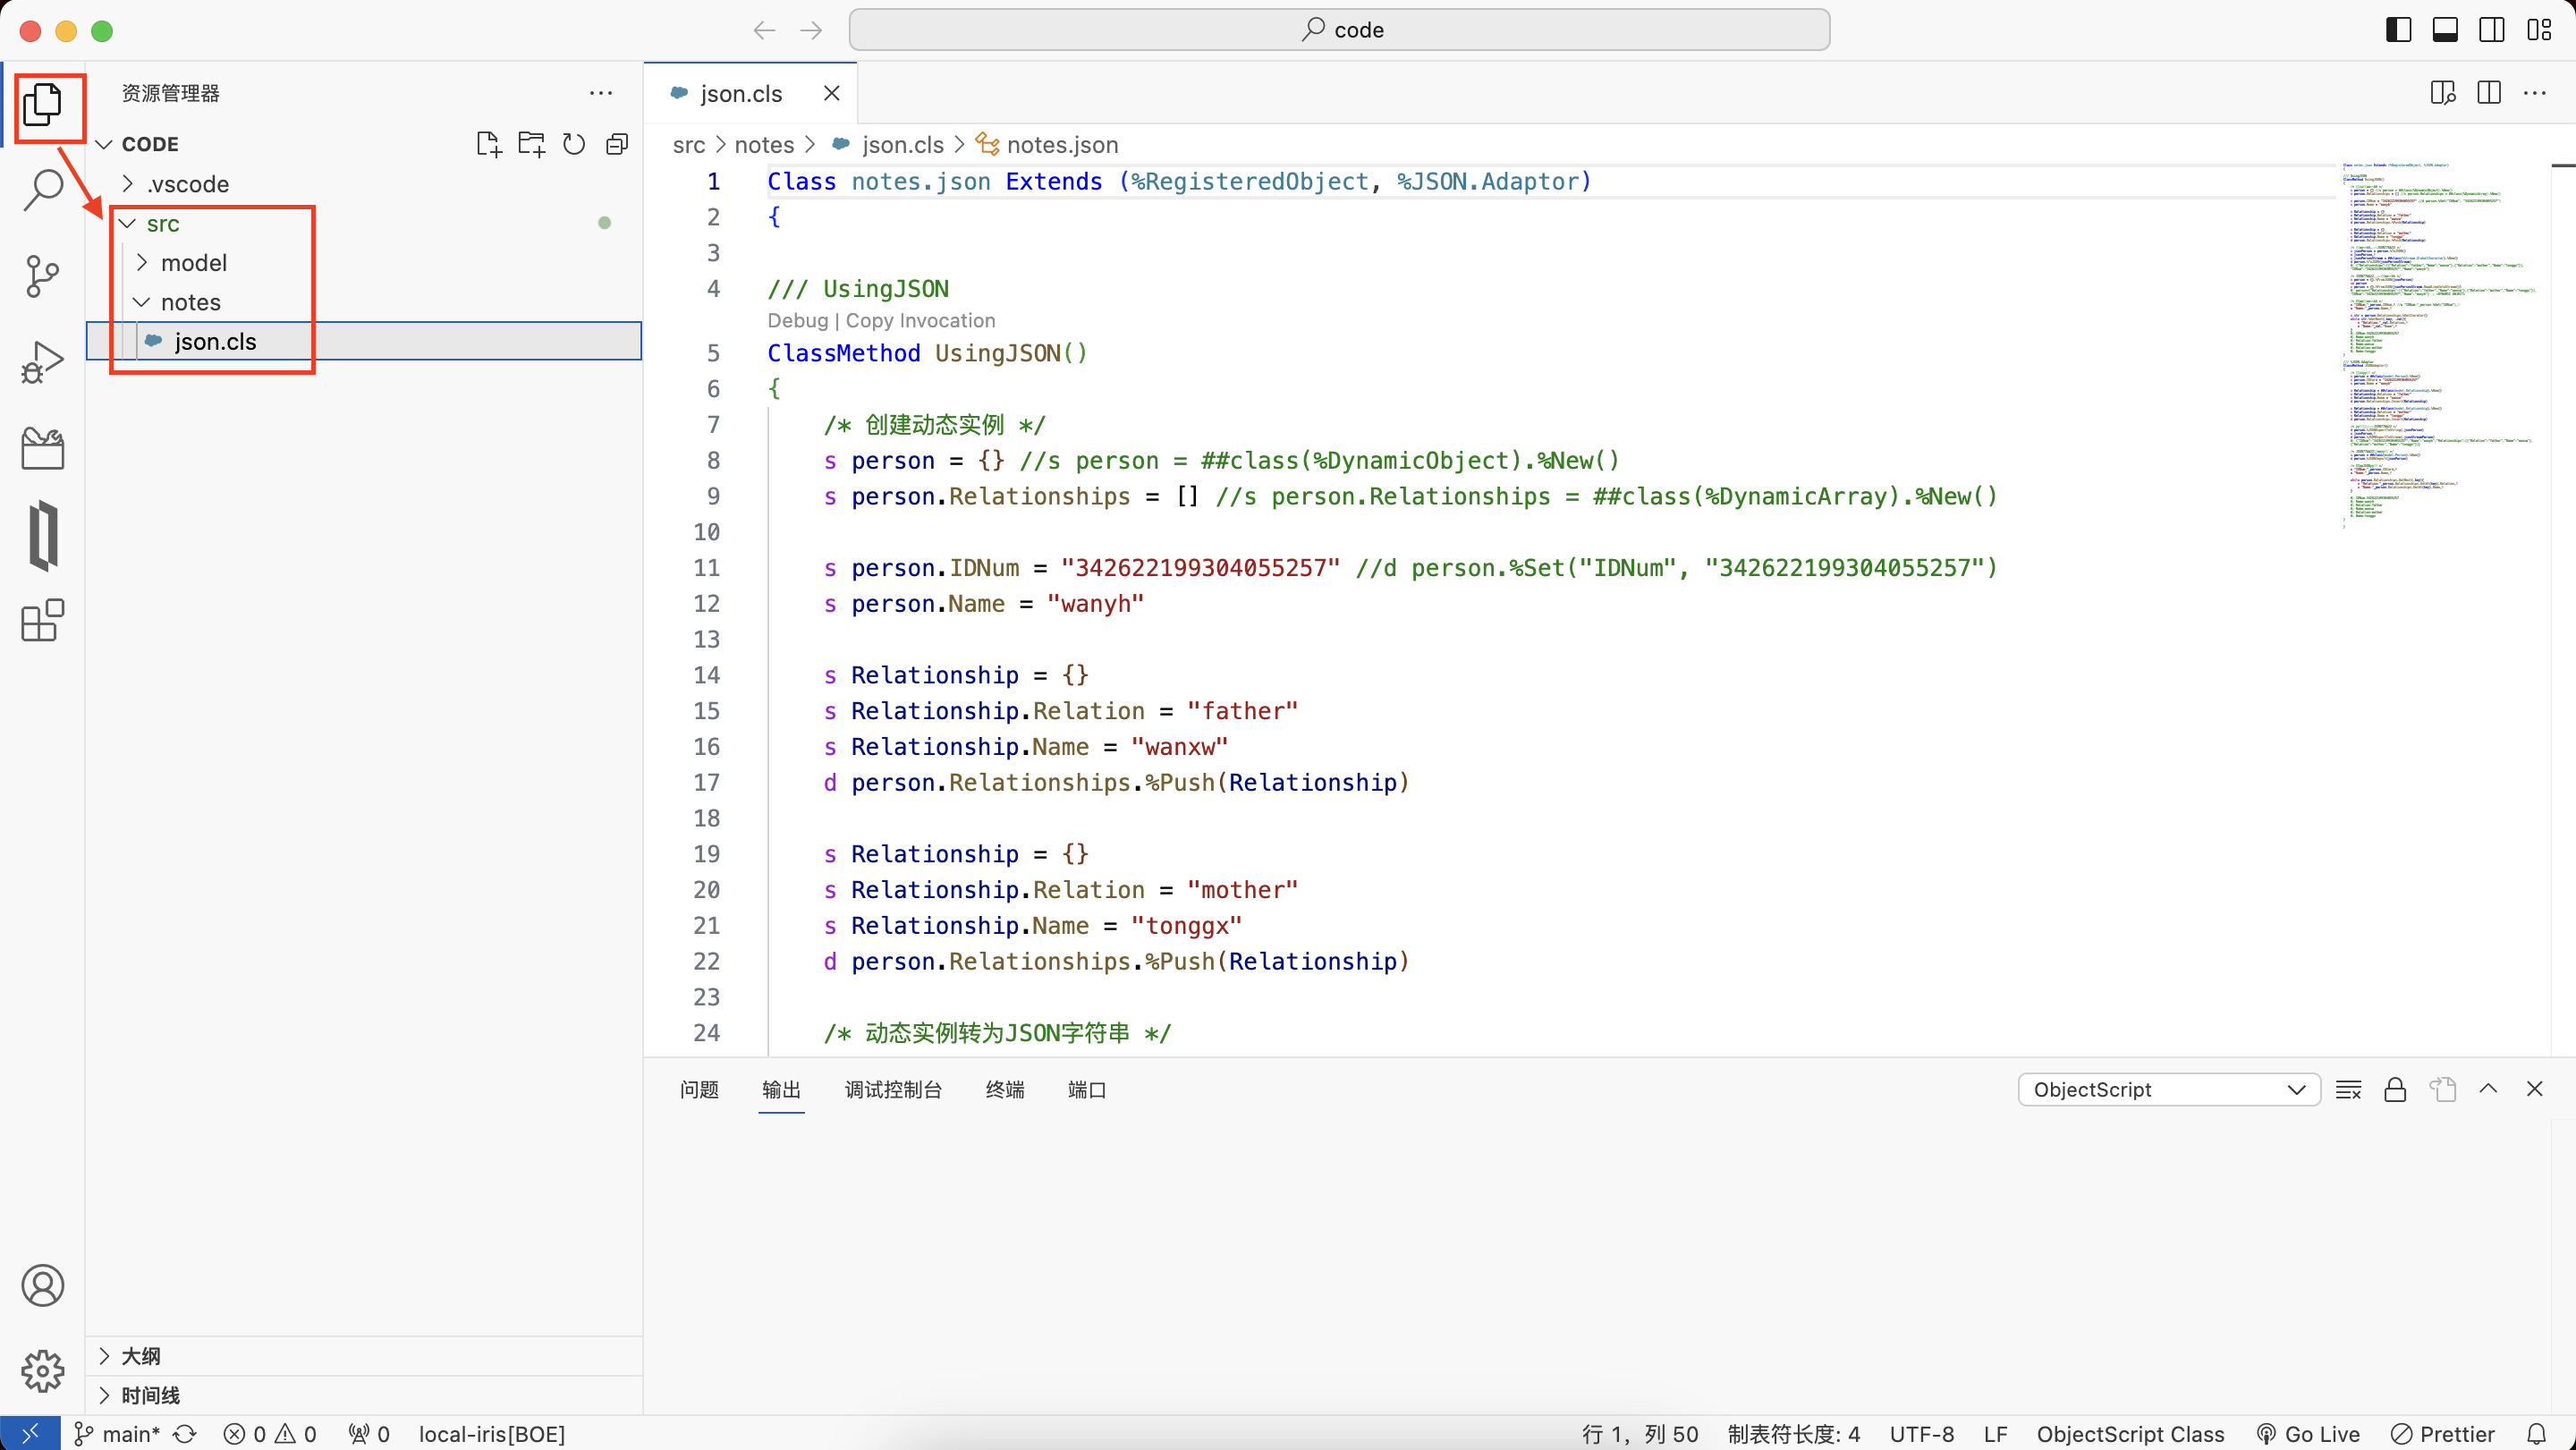 code
资源管理器
CODE
.vscode
src
model
notes
json.cls
大纲
时间线
json.cls
src > notes > json.cls > notes.json
1 Class notes.json Extends (%RegisteredObject, %JSON.Adaptor)
2 {
3
4 /// UsingJSON
Debug | Copy Invocation
5 ClassMethod UsingJSON()
6 {
7 /* 创建动态实例 */
8 s person = {} //s person = ##class(%DynamicObject).%New()
9 s person.Relationships = [] //s person.Relationships = ##class(%DynamicArray).%New()
10
11 s person.IDNum = "342622199304055257" //d person.%Set("IDNum", "342622199304055257")
12 s person.Name = "wanyh"
13
14 s Relationship = {}
15 s Relationship.Relation = "father"
16 s Relationship.Name = "wanxw"
17 d person.Relationships.%Push(Relationship)
18
19 s Relationship = {}
20 s Relationship.Relation = "mother"
21 s Relationship.Name = "tonggx"
22 d person.Relationships.%Push(Relationship)
23
24 /* 动态实例转为JSON字符串 */
问题 输出 调试控制台 终端 端口 ObjectScript
main* 0 0 0 local-iris[BOE] 行 1，列 50 制表符长度: 4 UTF-8 LF ObjectScript Class Go Live Prettier